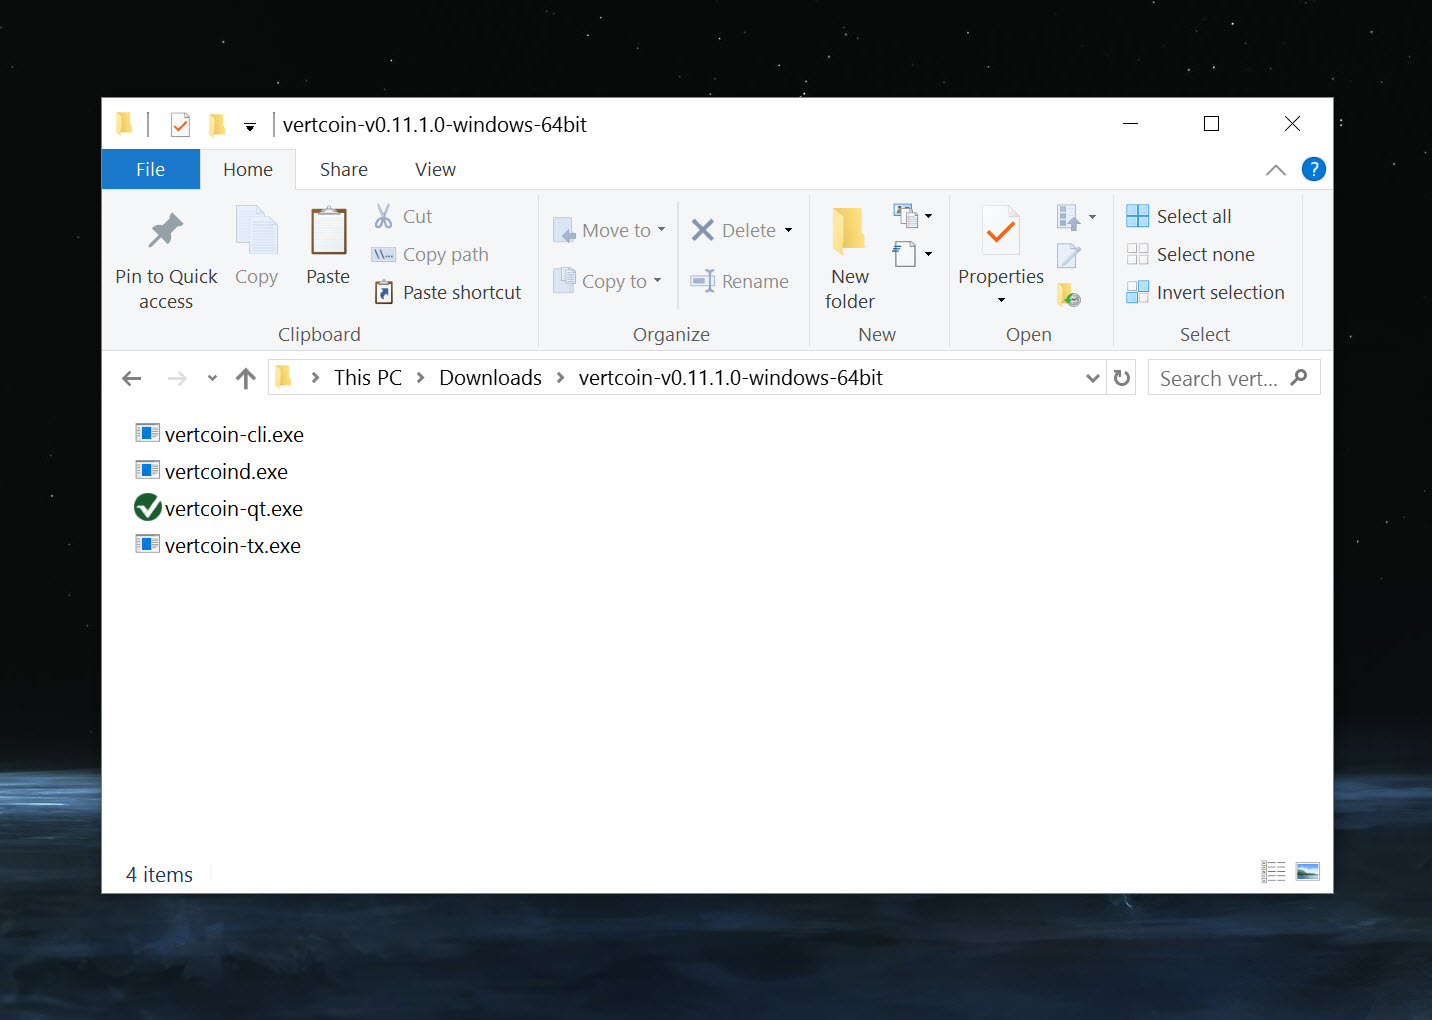 vertcoin-v0.11.1.0-windows-64bit
File Home Share View
?
Pin to Quick access
Copy
Paste
Cut
Copy path
Paste shortcut
Clipboard
Move to
Copy to
Delete
Rename
Organize
New folder
New
Properties
Open
Select all
Select none
Invert selection
Select
This PC > Downloads > vertcoin-v0.11.1.0-windows-64bit
Search vert...
vertcoin-cli.exe
vertcoind.exe
vertcoin-qt.exe
vertcoin-tx.exe
4 items